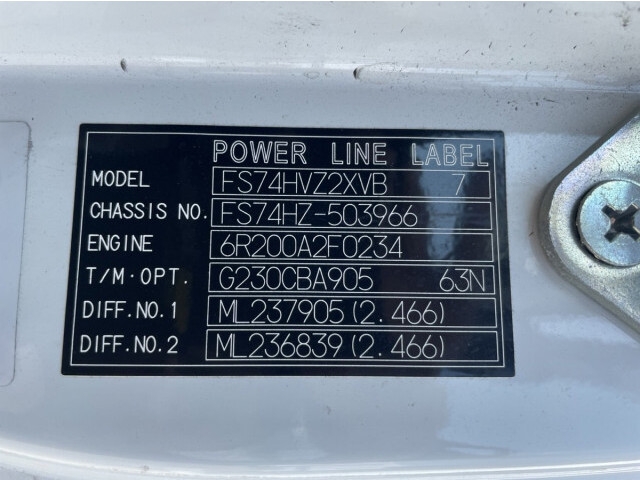 POWER LINE LABEL
MODEL FS74HVZ2XVB 7
CHASSIS NO. FS74HZ-503966
ENGINE 6R200A2F0234
T/M·OPT. G230CBA905 63N
DIFF.NO.1 ML237905(2.466)
DIFF.NO.2 ML236839(2.466)